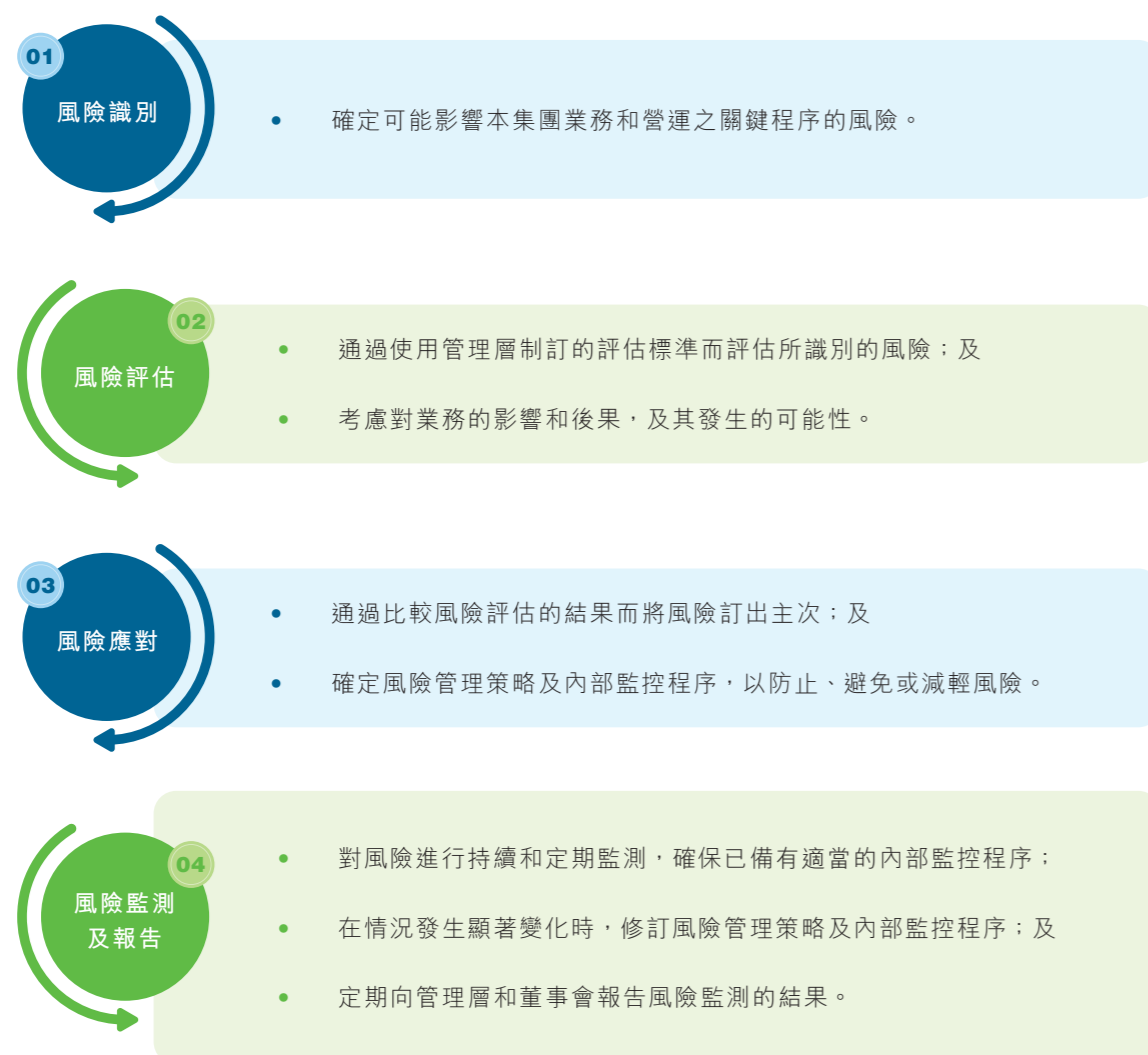 01
風險識別
• 確定可能影響本集團業務和營運之關鍵程序的風險。
02
風險評估
• 通過使用管理層制訂的評估標準而評估所識別的風險；及
• 考慮對業務的影響和後果，及其發生的可能性。
03
風險應對
• 通過比較風險評估的結果而將風險訂出主次；及
• 確定風險管理策略及內部監控程序，以防止、避免或減輕風險。
04
風險監測
及報告
• 對風險進行持續和定期監測，確保已備有適當的內部監控程序；
• 在情況發生顯著變化時，修訂風險管理策略及內部監控程序；及
• 定期向管理層和董事會報告風險監測的結果。